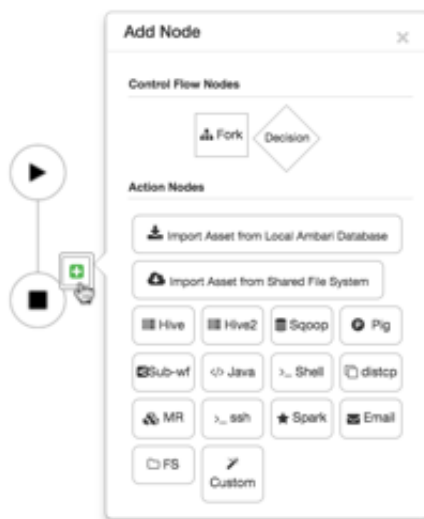 Add Node
Control Flow Nodes
Fork Decision
Action Nodes
Import Asset from Local Ambari Database
Import Asset from Shared File System
Hive Hive2 Sqoop Pig
Sub-wf </> Java >_ Shell distcp
MR >_ ssh Spark Email
FS Custom